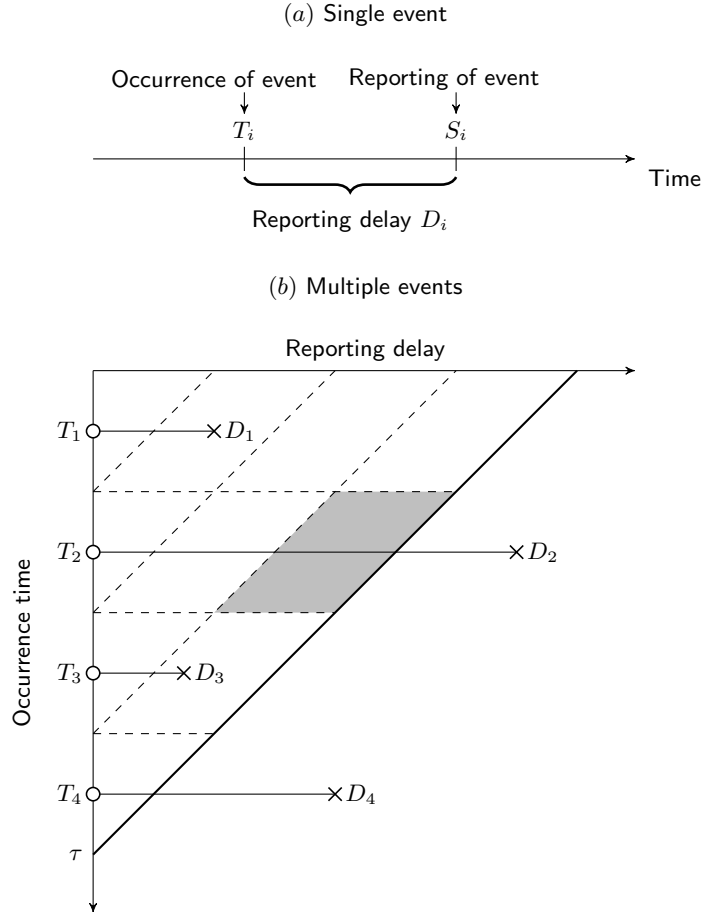 (a) Single event
Occurrence of event
Reporting of event
T_i
S_i
Time
Reporting delay D_i
(b) Multiple events
Reporting delay
T_1
D_1
T_2
D_2
T_3
D_3
T_4
D_4
τ
Occurrence time